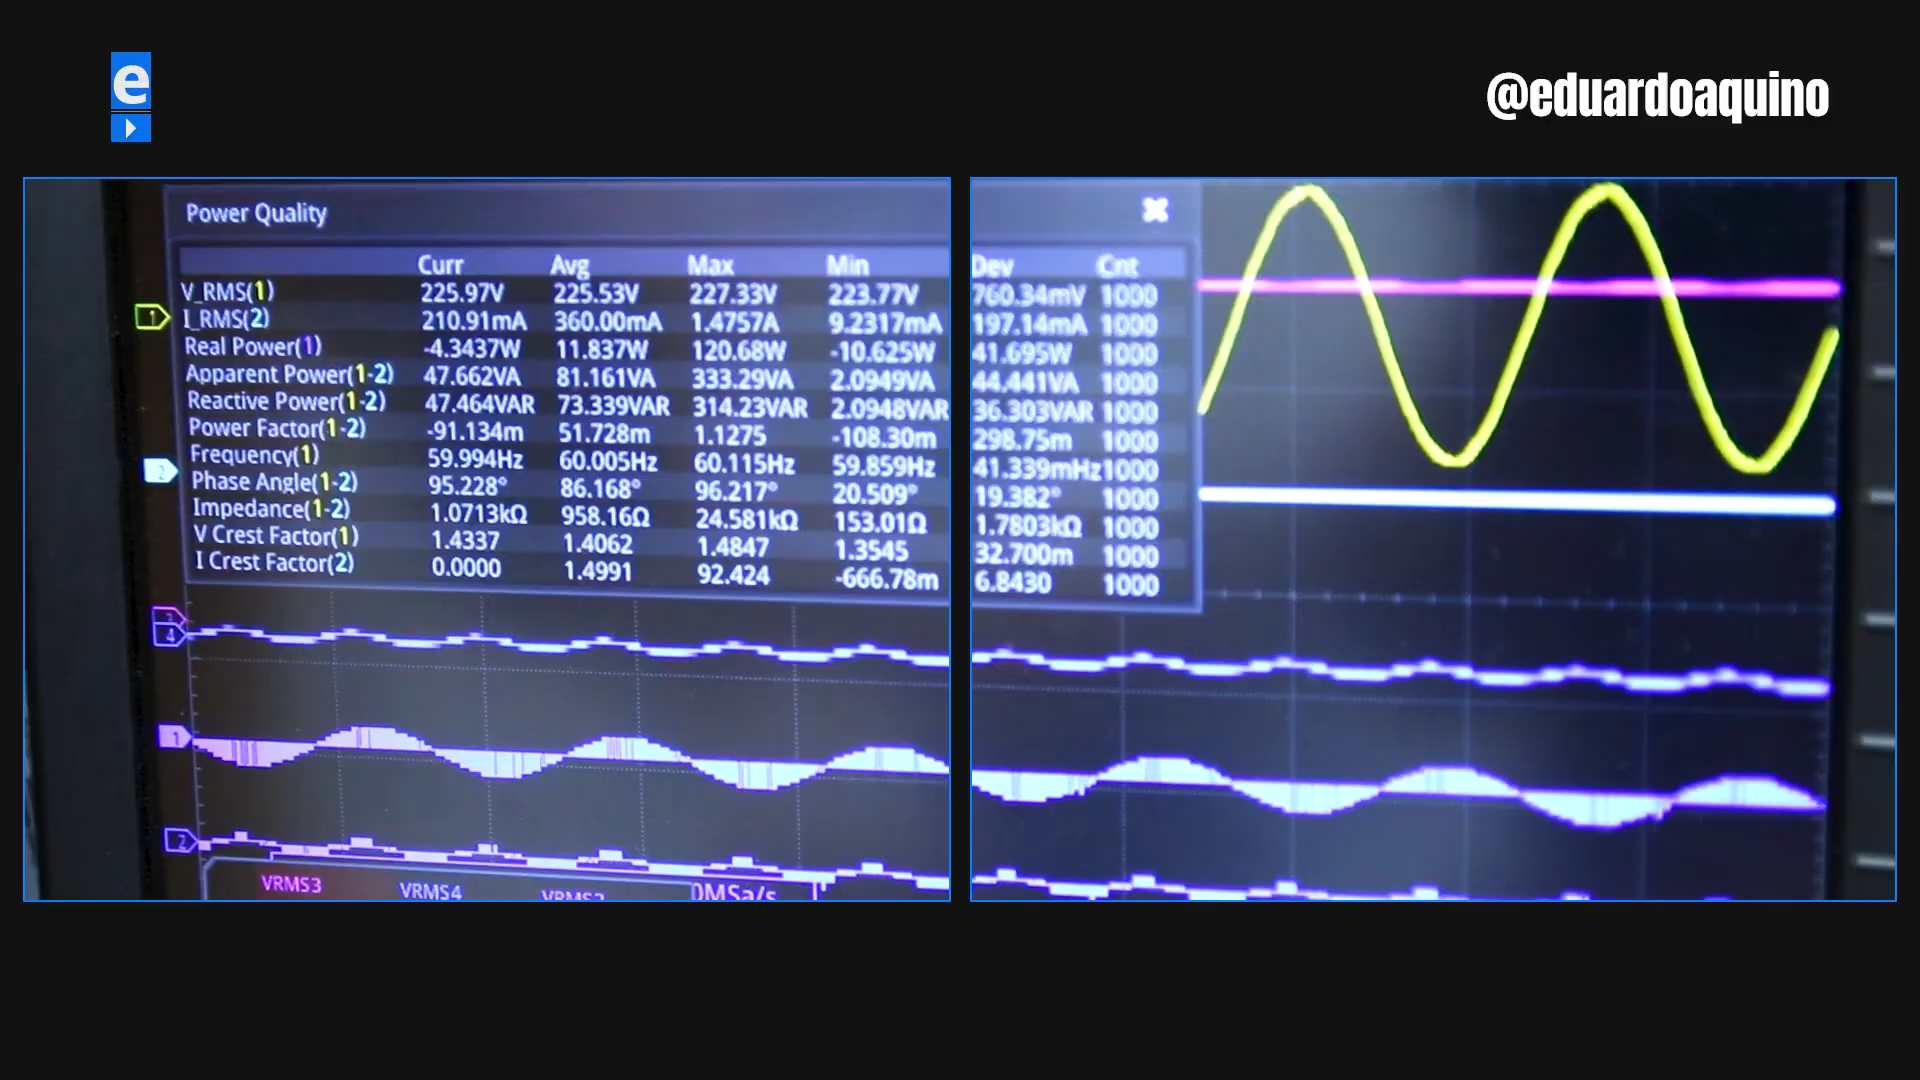 e
@eduardoaquino
Power Quality
Curr Avg Max Min Dev Cnt
V_RMS(1) 225.97V 225.53V 227.33V 223.77V 760.34mV 1000
I_RMS(2) 210.91mA 360.00mA 1.4757A 9.2317mA 197.14mA 1000
Real Power(1) -4.3437W 11.837W 120.68W -10.625W 41.695W 1000
Apparent Power(1-2) 47.662VA 81.161VA 333.29VA 2.0949VA 44.441VA 1000
Reactive Power(1-2) 47.464VAR 73.339VAR 314.23VAR 2.0948VAR 36.303VAR 1000
Power Factor(1-2) -91.134m 51.728m 1.1275 -108.30m 298.75m 1000
Frequency(1) 59.994Hz 60.005Hz 60.115Hz 59.859Hz 41.339mHz 1000
Phase Angle(1-2) 95.228° 86.168° 96.217° 20.509° 19.382° 1000
Impedance(1-2) 1.0713kΩ 958.16Ω 24.581kΩ 153.01Ω 1.7803kΩ 1000
V Crest Factor(1) 1.4337 1.4062 1.4847 1.3545 32.700m 1000
I Crest Factor(2) 0.0000 1.4991 92.424 -666.78m 6.8430 1000
1
2
3
4
1
2
VRMS3 VRMS4 0MSa/s